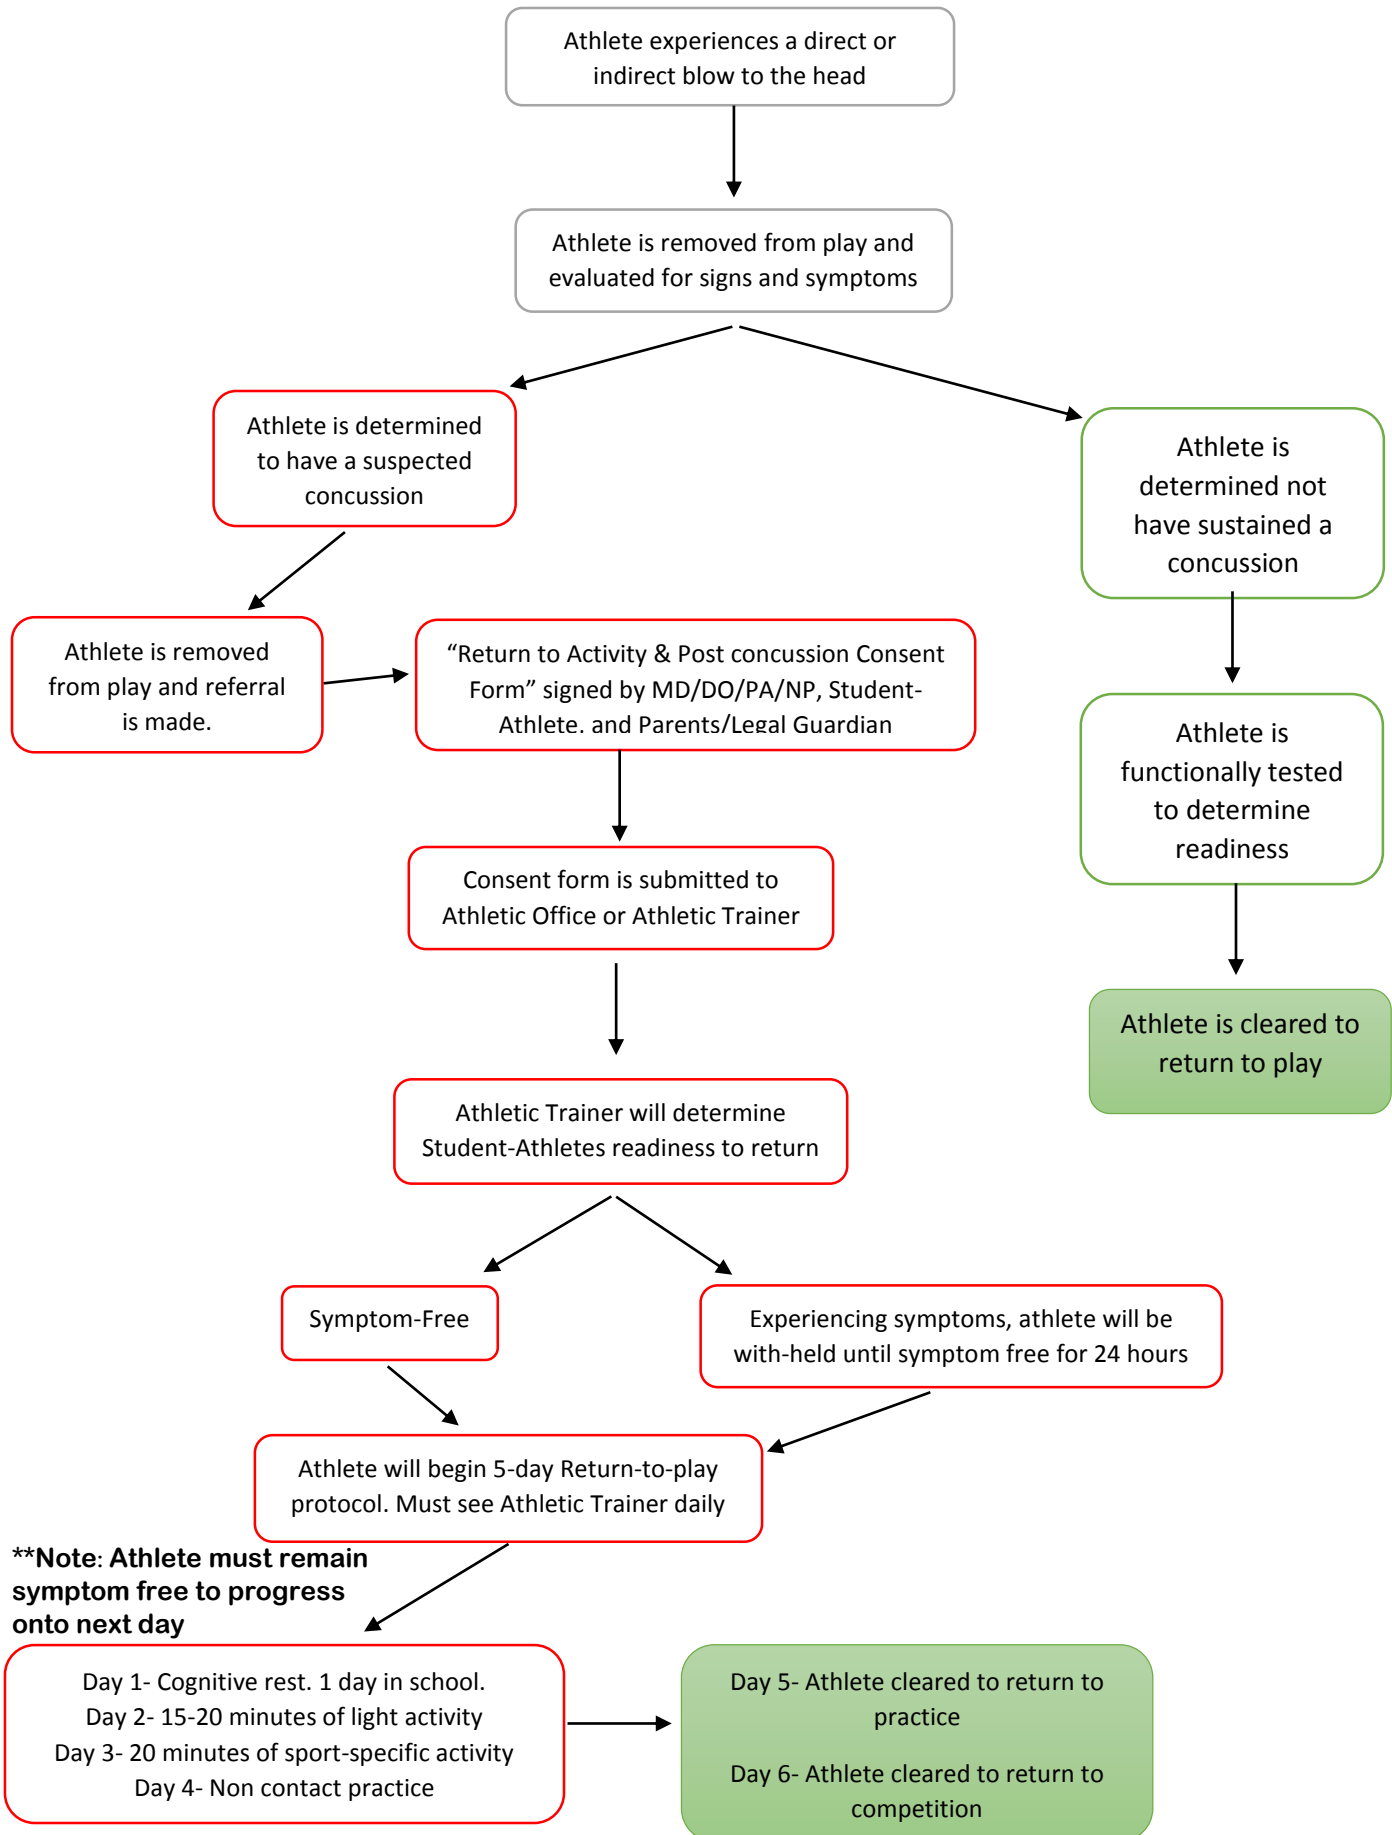 Athlete experiences a direct or
indirect blow to the head
Athlete is removed from play and
evaluated for signs and symptoms
Athlete is determined
to have a suspected
concussion
Athlete is
determined not
have sustained a
concussion
Athlete is removed
from play and referral
is made.
“Return to Activity & Post concussion Consent
Form” signed by MD/DO/PA/NP, Student-
Athlete, and Parents/Legal Guardian
Athlete is
functionally tested
to determine
readiness
Consent form is submitted to
Athletic Office or Athletic Trainer
Athlete is cleared to
return to play
Athletic Trainer will determine
Student-Athletes readiness to return
Symptom-Free
Experiencing symptoms, athlete will be
with-held until symptom free for 24 hours
Athlete will begin 5-day Return-to-play
protocol. Must see Athletic Trainer daily
**Note: Athlete must remain
symptom free to progress
onto next day
Day 1- Cognitive rest. 1 day in school.
Day 2- 15-20 minutes of light activity
Day 3- 20 minutes of sport-specific activity
Day 4- Non contact practice
Day 5- Athlete cleared to return to
practice
Day 6- Athlete cleared to return to
competition